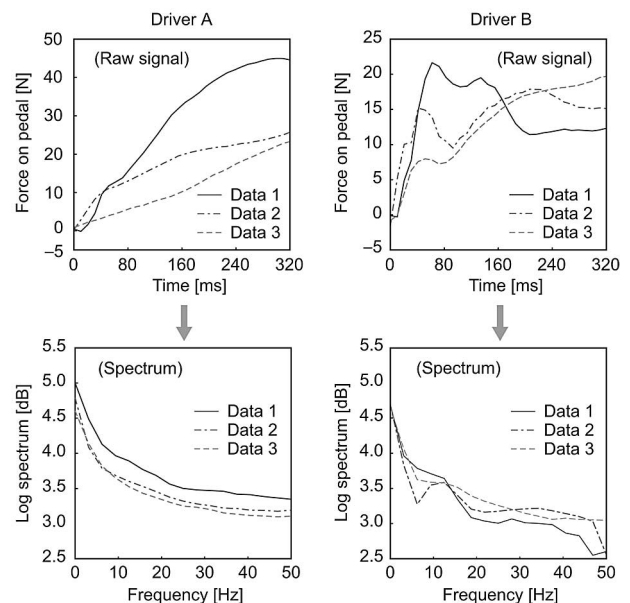 Driver A
Driver B
Force on pedal [N]
50
40
30
20
10
0
–5
(Raw signal)
Data 1
Data 2
Data 3
0
80
160
240
320
Time [ms]
Force on pedal [N]
25
20
15
10
5
0
–5
(Raw signal)
Data 1
Data 2
Data 3
0
80
160
240
320
Time [ms]
Log spectrum [dB]
5.5
5.0
4.5
4.0
3.5
3.0
2.5
(Spectrum)
Data 1
Data 2
Data 3
0
10
20
30
40
50
Frequency [Hz]
Log spectrum [dB]
5.5
5.0
4.5
4.0
3.5
3.0
2.5
(Spectrum)
Data 1
Data 2
Data 3
0
10
20
30
40
50
Frequency [Hz]